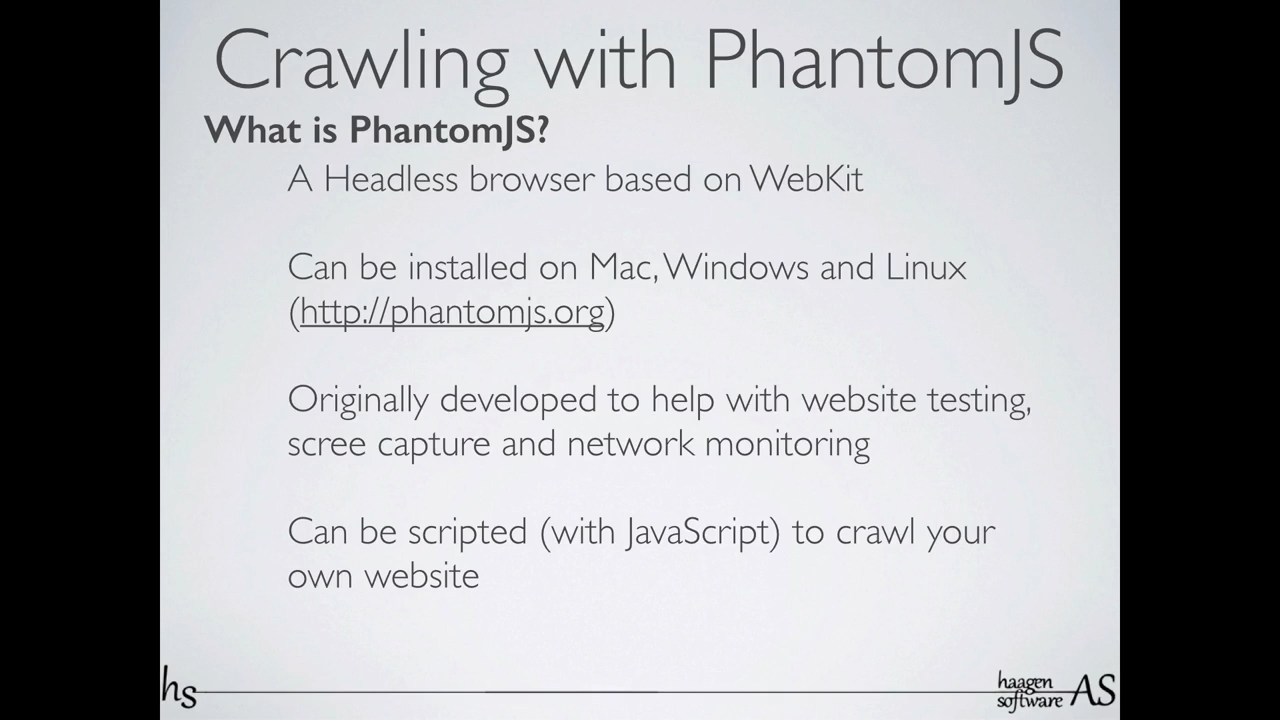 Crawling with PhantomJS
What is PhantomJS?
A Headless browser based on WebKit
Can be installed on Mac, Windows and Linux
(http://phantomjs.org)
Originally developed to help with website testing,
scree capture and network monitoring
Can be scripted (with JavaScript) to crawl your
own website
hs
haagen
software AS